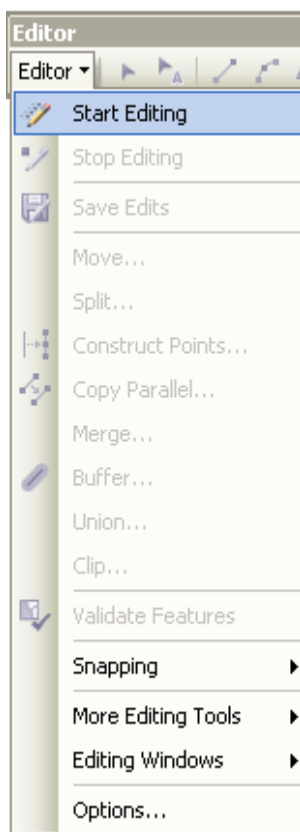 Editor
Editor
Start Editing
Stop Editing
Save Edits
Move...
Split...
Construct Points...
Copy Parallel...
Merge...
Buffer...
Union...
Clip...
Validate Features
Snapping
More Editing Tools
Editing Windows
Options...